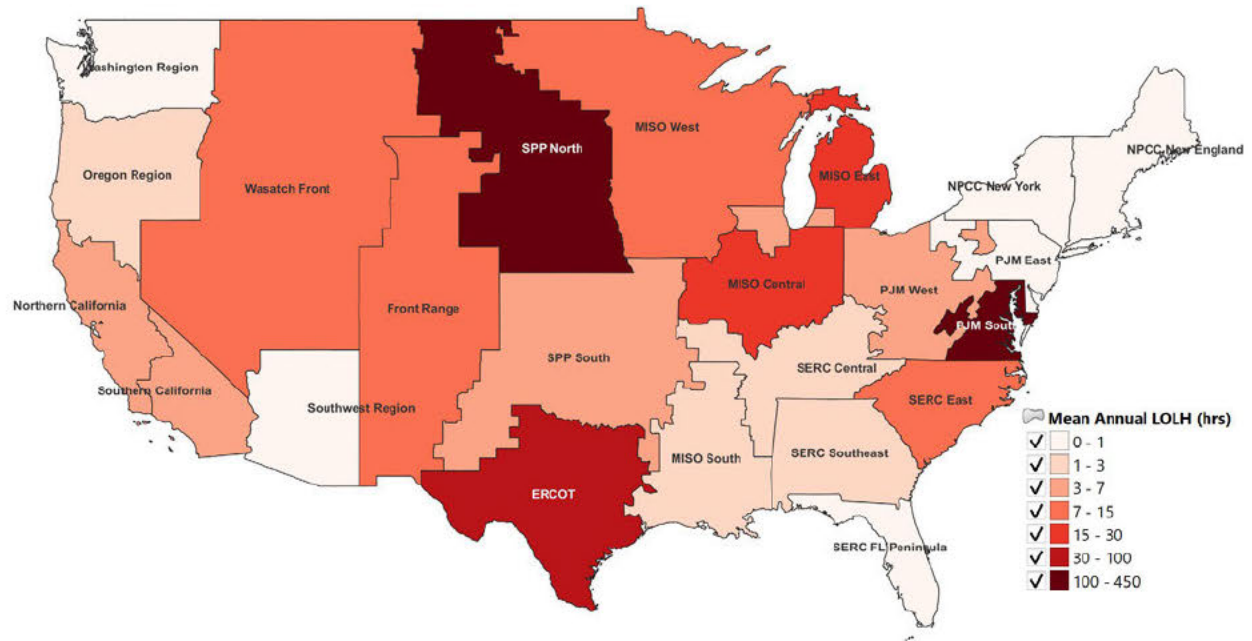 Washington Region
Oregon Region
Wasatch Front
SPP North
MISO West
MISO East
NPCC New England
NPCC New York
PJM East
Northern California
Front Range
MISO Central
PJM West
PJM South
SPP South
SERC Central
Southern California
Southwest Region
SERC East
MISO South
SERC Southeast
ERCOT
SERC FL Peninsula
Mean Annual LOLH (hrs)
0 - 1
1 - 3
3 - 7
7 - 15
15 - 30
30 - 100
100 - 450